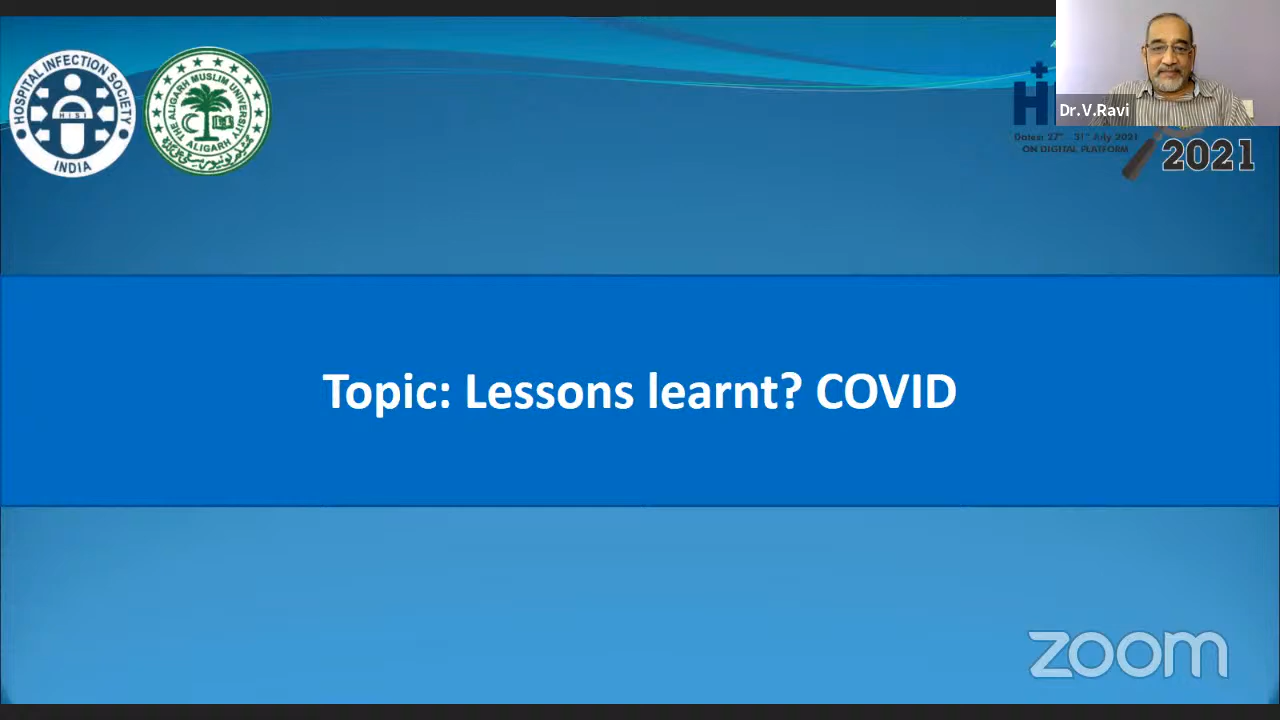 HOSPITAL INFECTION SOCIETY
H I S I
INDIA
THE ALIGARH MUSLIM UNIVERSITY
ALIGARH
Dr.V.Ravi
Dates: 27th - 31st July 2021
ON DIGITAL PLATFORM
2021
Topic: Lessons learnt? COVID
zoom